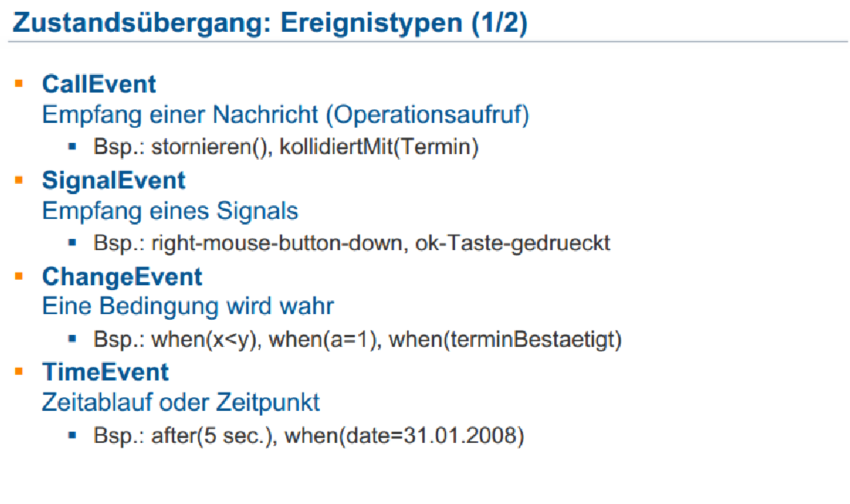 Zustandsübergang: Ereignistypen (1/2)
CallEvent
Empfang einer Nachricht (Operationsaufruf)
Bsp.: stornieren(), kollidiertMit(Termin)
SignalEvent
Empfang eines Signals
Bsp.: right-mouse-button-down, ok-Taste-gedrueckt
ChangeEvent
Eine Bedingung wird wahr
Bsp.: when(x<y), when(a=1), when(terminBestaetigt)
TimeEvent
Zeitablauf oder Zeitpunkt
Bsp.: after(5 sec.), when(date=31.01.2008)